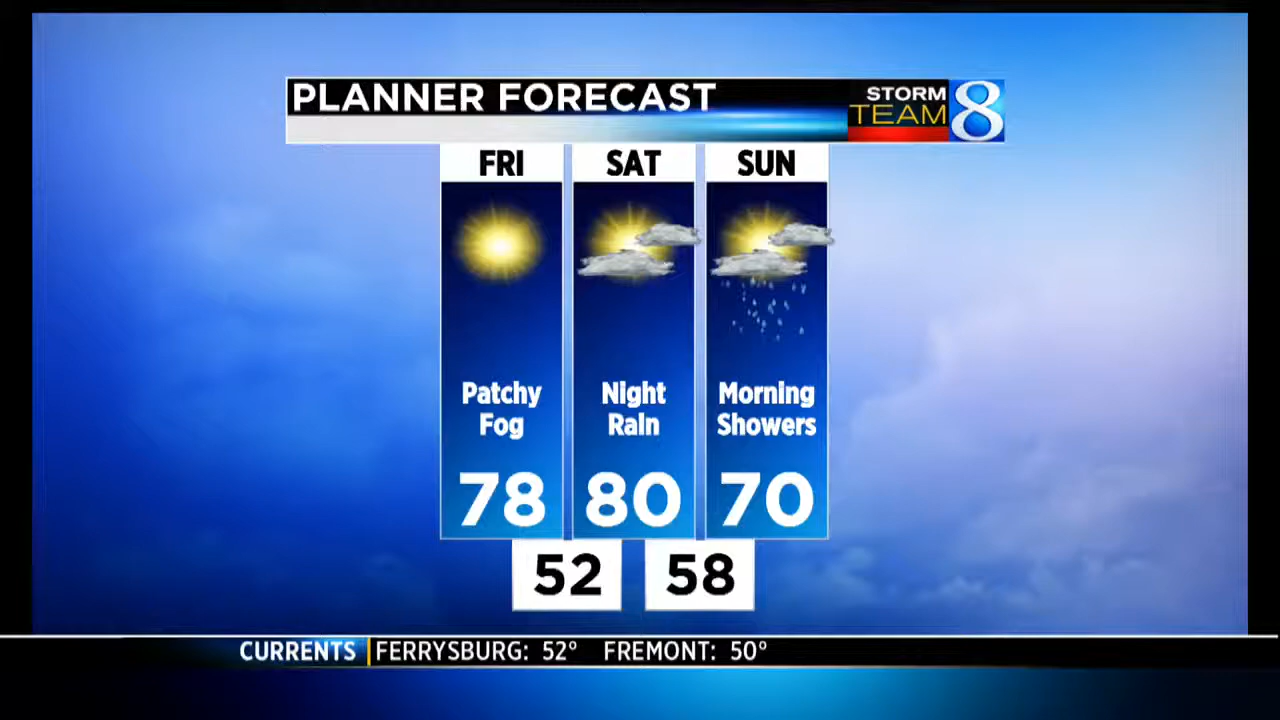 PLANNER FORECAST
STORM
TEAM 8
FRI SAT SUN
Patchy
Fog
Night
Rain
Morning
Showers
78 80 70
52 58
CURRENTS FERRYSBURG: 52° FREMONT: 50°